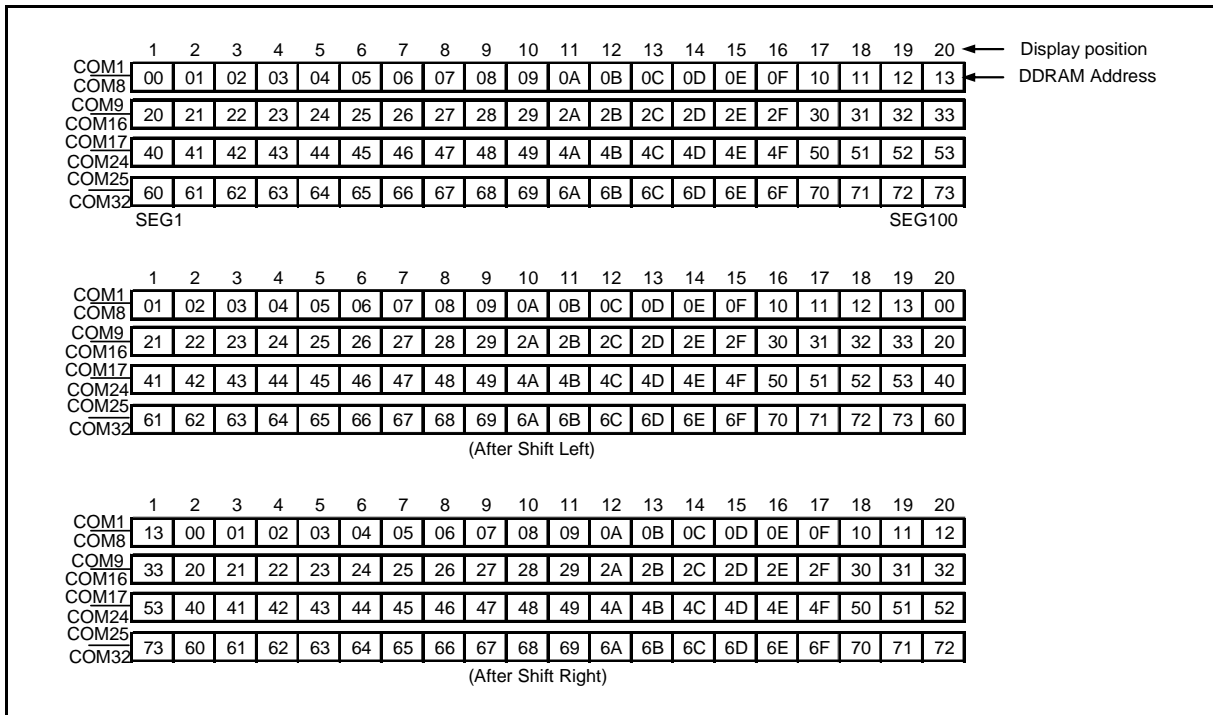 1 2 3 4 5 6 7 8 9 10 11 12 13 14 15 16 17 18 19 20 Display position
COM1
COM8 00 01 02 03 04 05 06 07 08 09 0A 0B 0C 0D 0E 0F 10 11 12 13 DDRAM Address
COM9
COM16 20 21 22 23 24 25 26 27 28 29 2A 2B 2C 2D 2E 2F 30 31 32 33
COM17
COM24 40 41 42 43 44 45 46 47 48 49 4A 4B 4C 4D 4E 4F 50 51 52 53
COM25
COM32 60 61 62 63 64 65 66 67 68 69 6A 6B 6C 6D 6E 6F 70 71 72 73
SEG1 SEG100
1 2 3 4 5 6 7 8 9 10 11 12 13 14 15 16 17 18 19 20
COM1
COM8 01 02 03 04 05 06 07 08 09 0A 0B 0C 0D 0E 0F 10 11 12 13 00
COM9
COM16 21 22 23 24 25 26 27 28 29 2A 2B 2C 2D 2E 2F 30 31 32 33 20
COM17
COM24 41 42 43 44 45 46 47 48 49 4A 4B 4C 4D 4E 4F 50 51 52 53 40
COM25
COM32 61 62 63 64 65 66 67 68 69 6A 6B 6C 6D 6E 6F 70 71 72 73 60
(After Shift Left)
1 2 3 4 5 6 7 8 9 10 11 12 13 14 15 16 17 18 19 20
COM1
COM8 13 00 01 02 03 04 05 06 07 08 09 0A 0B 0C 0D 0E 0F 10 11 12
COM9
COM16 33 20 21 22 23 24 25 26 27 28 29 2A 2B 2C 2D 2E 2F 30 31 32
COM17
COM24 53 40 41 42 43 44 45 46 47 48 49 4A 4B 4C 4D 4E 4F 50 51 52
COM25
COM32 73 60 61 62 63 64 65 66 67 68 69 6A 6B 6C 6D 6E 6F 70 71 72
(After Shift Right)